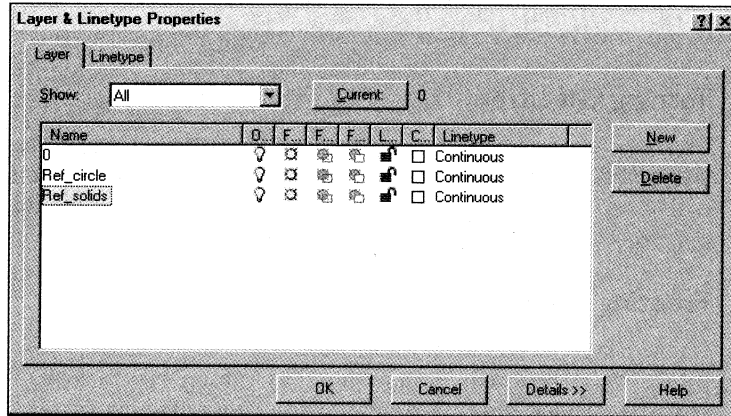 Layer & Linetype Properties
Layer Linetype
Show: All Current 0
Name O.. F... F... F... L... C... Linetype
0 Continuous
Ref_circle Continuous
Ref_solids Continuous
New
Delete
OK Cancel Details >> Help